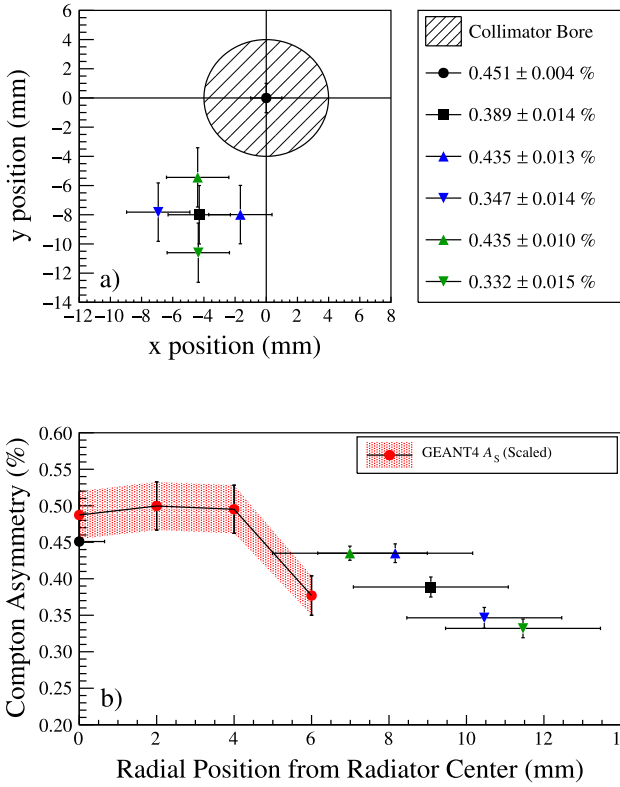 6
4
2
0
−2
−4
−6
−8
−10
−12
−14
y position (mm)
a)
−12 −10 −8 −6 −4 −2 0 2 4 6 8
x position (mm)
Collimator Bore
0.451 ± 0.004 %
0.389 ± 0.014 %
0.435 ± 0.013 %
0.347 ± 0.014 %
0.435 ± 0.010 %
0.332 ± 0.015 %
0.60
0.55
0.50
0.45
0.40
0.35
0.30
0.25
0.20
Compton Asymmetry (%)
GEANT4 A_S (Scaled)
b)
0 2 4 6 8 10 12 14
Radial Position from Radiator Center (mm)